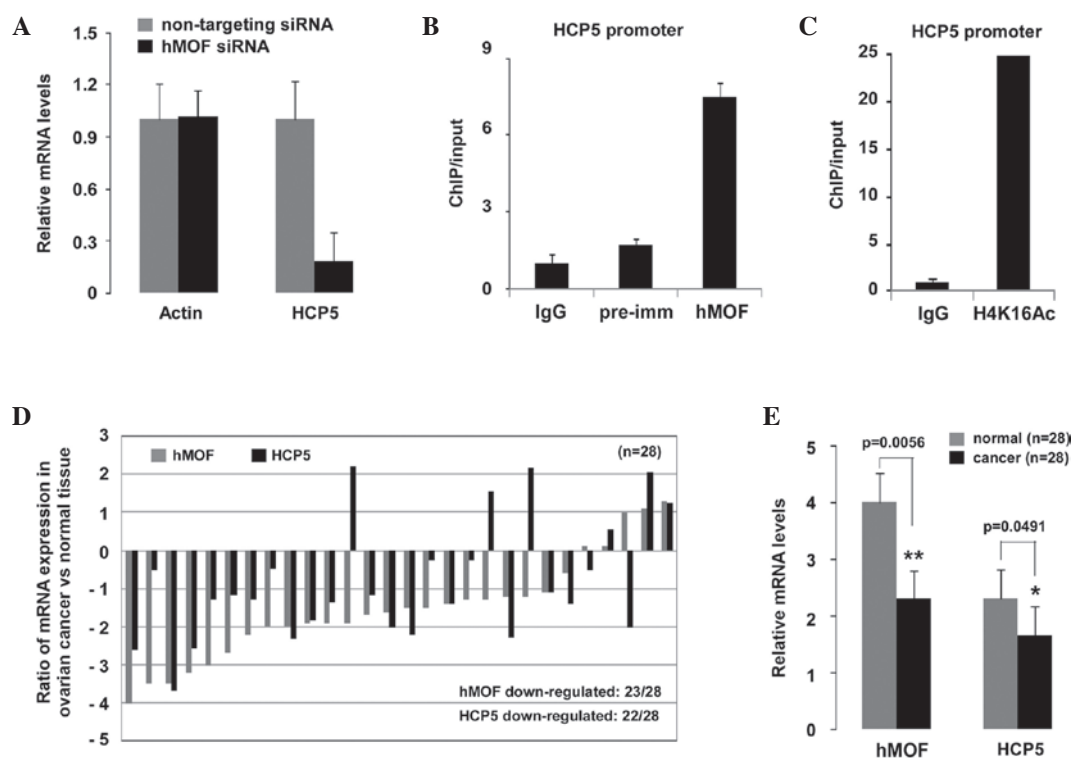 A
non-targeting siRNA
hMOF siRNA
Relative mRNA levels
1.5
1.2
0.9
0.6
0.3
0
Actin
HCP5
B
HCP5 promoter
ChIP/input
9
6
3
0
IgG
pre-imm
hMOF
C
HCP5 promoter
ChIP/input
25
20
15
10
5
0
IgG
H4K16Ac
D
Ratio of mRNA expression in
ovarian cancer vs normal tissue
3
2
1
0
- 1
- 2
- 3
- 4
- 5
hMOF
HCP5
(n=28)
hMOF down-regulated: 23/28
HCP5 down-regulated: 22/28
E
normal (n=28)
cancer (n=28)
Relative mRNA levels
5
4
3
2
1
0
p=0.0056
**
p=0.0491
*
hMOF
HCP5